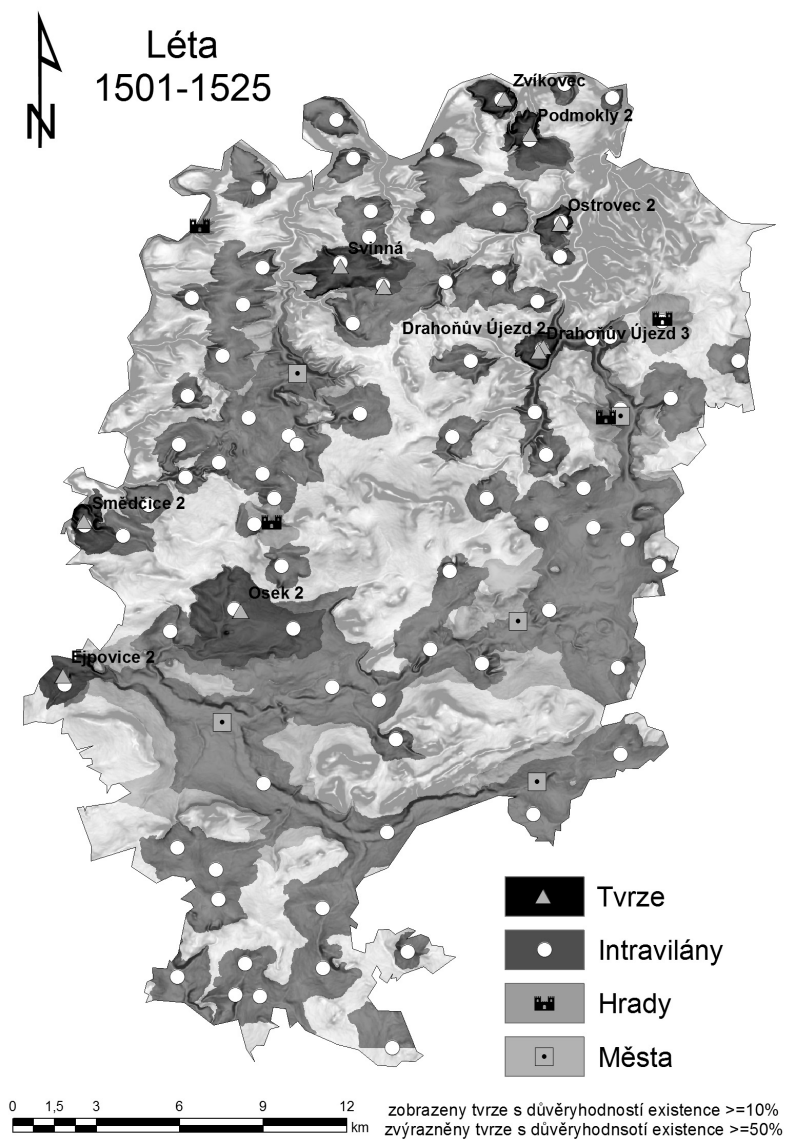 Léta
1501-1525
N
Zvíkovec
Podmokly 2
Ostrovec 2
Svinná
Drahoňův Újezd 2
Drahoňův Újezd 3
Smědčice 2
Osek 2
Ejpovice 2
Tvrze
Intravilány
Hrady
Města
0 1,5 3 6 9 12
km
zobrazeny tvrze s důvěryhodností existence >=10%
zvýrazněny tvrze s důvěryhodnsotí existence >=50%